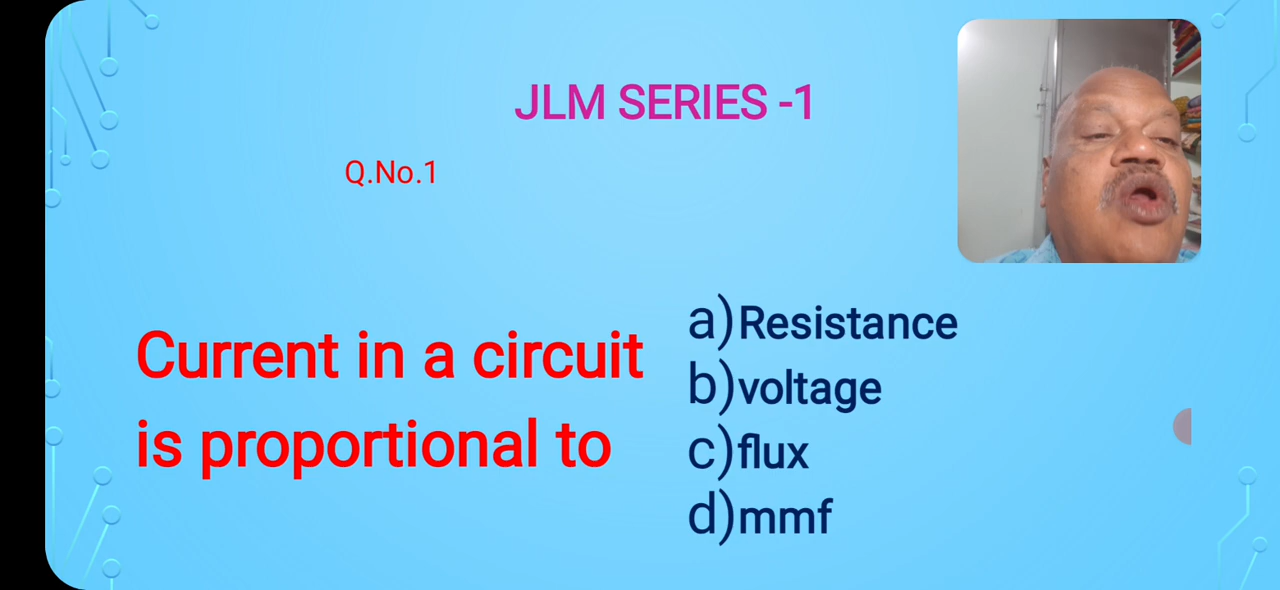 JLM SERIES -1
Q.No.1
Current in a circuit
is proportional to
a)Resistance
b)voltage
c)flux
d)mmf